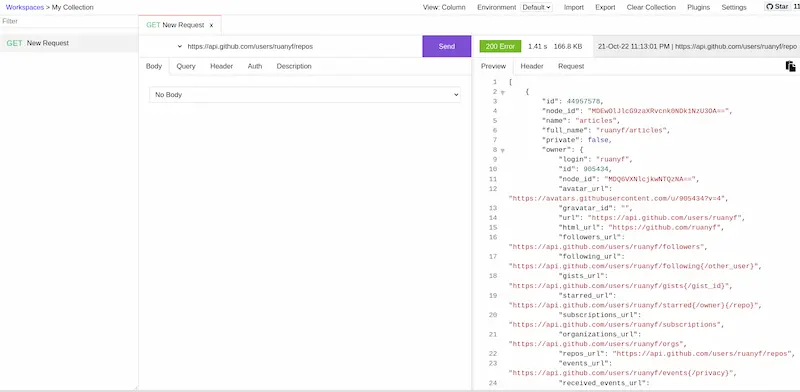 Workspaces > My Collection
View: Column Environment Default Import Export Clear Collection Plugins Settings Star 11
Filter
GET New Request x
GET New Request
https://api.github.com/users/ruanyf/repos Send
200 Error 1.41 s 166.8 KB 21-Oct-22 11:13:01 PM | https://api.github.com/users/ruanyf/repo
Body Query Header Auth Description
Preview Header Request
No Body
1 [
2 {
3 "id": 44957578,
4 "node_id": "MDEwOlJlcG9zaXRvcnk0NDk1NzU3OA==",
5 "name": "articles",
6 "full_name": "ruanyf/articles",
7 "private": false,
8 "owner": {
9 "login": "ruanyf",
10 "id": 905434,
11 "node_id": "MDQ6VXNlcjkwNTQzNA==",
12 "avatar_url":
"https://avatars.githubusercontent.com/u/905434?v=4",
13 "gravatar_id": "",
14 "url": "https://api.github.com/users/ruanyf",
15 "html_url": "https://github.com/ruanyf",
16 "followers_url":
"https://api.github.com/users/ruanyf/followers",
17 "following_url":
"https://api.github.com/users/ruanyf/following{/other_user}",
18 "gists_url":
"https://api.github.com/users/ruanyf/gists{/gist_id}",
19 "starred_url":
"https://api.github.com/users/ruanyf/starred{/owner}{/repo}",
20 "subscriptions_url":
"https://api.github.com/users/ruanyf/subscriptions",
21 "organizations_url":
"https://api.github.com/users/ruanyf/orgs",
22 "repos_url": "https://api.github.com/users/ruanyf/repos",
23 "events_url":
"https://api.github.com/users/ruanyf/events{/privacy}",
24 "received_events_url":